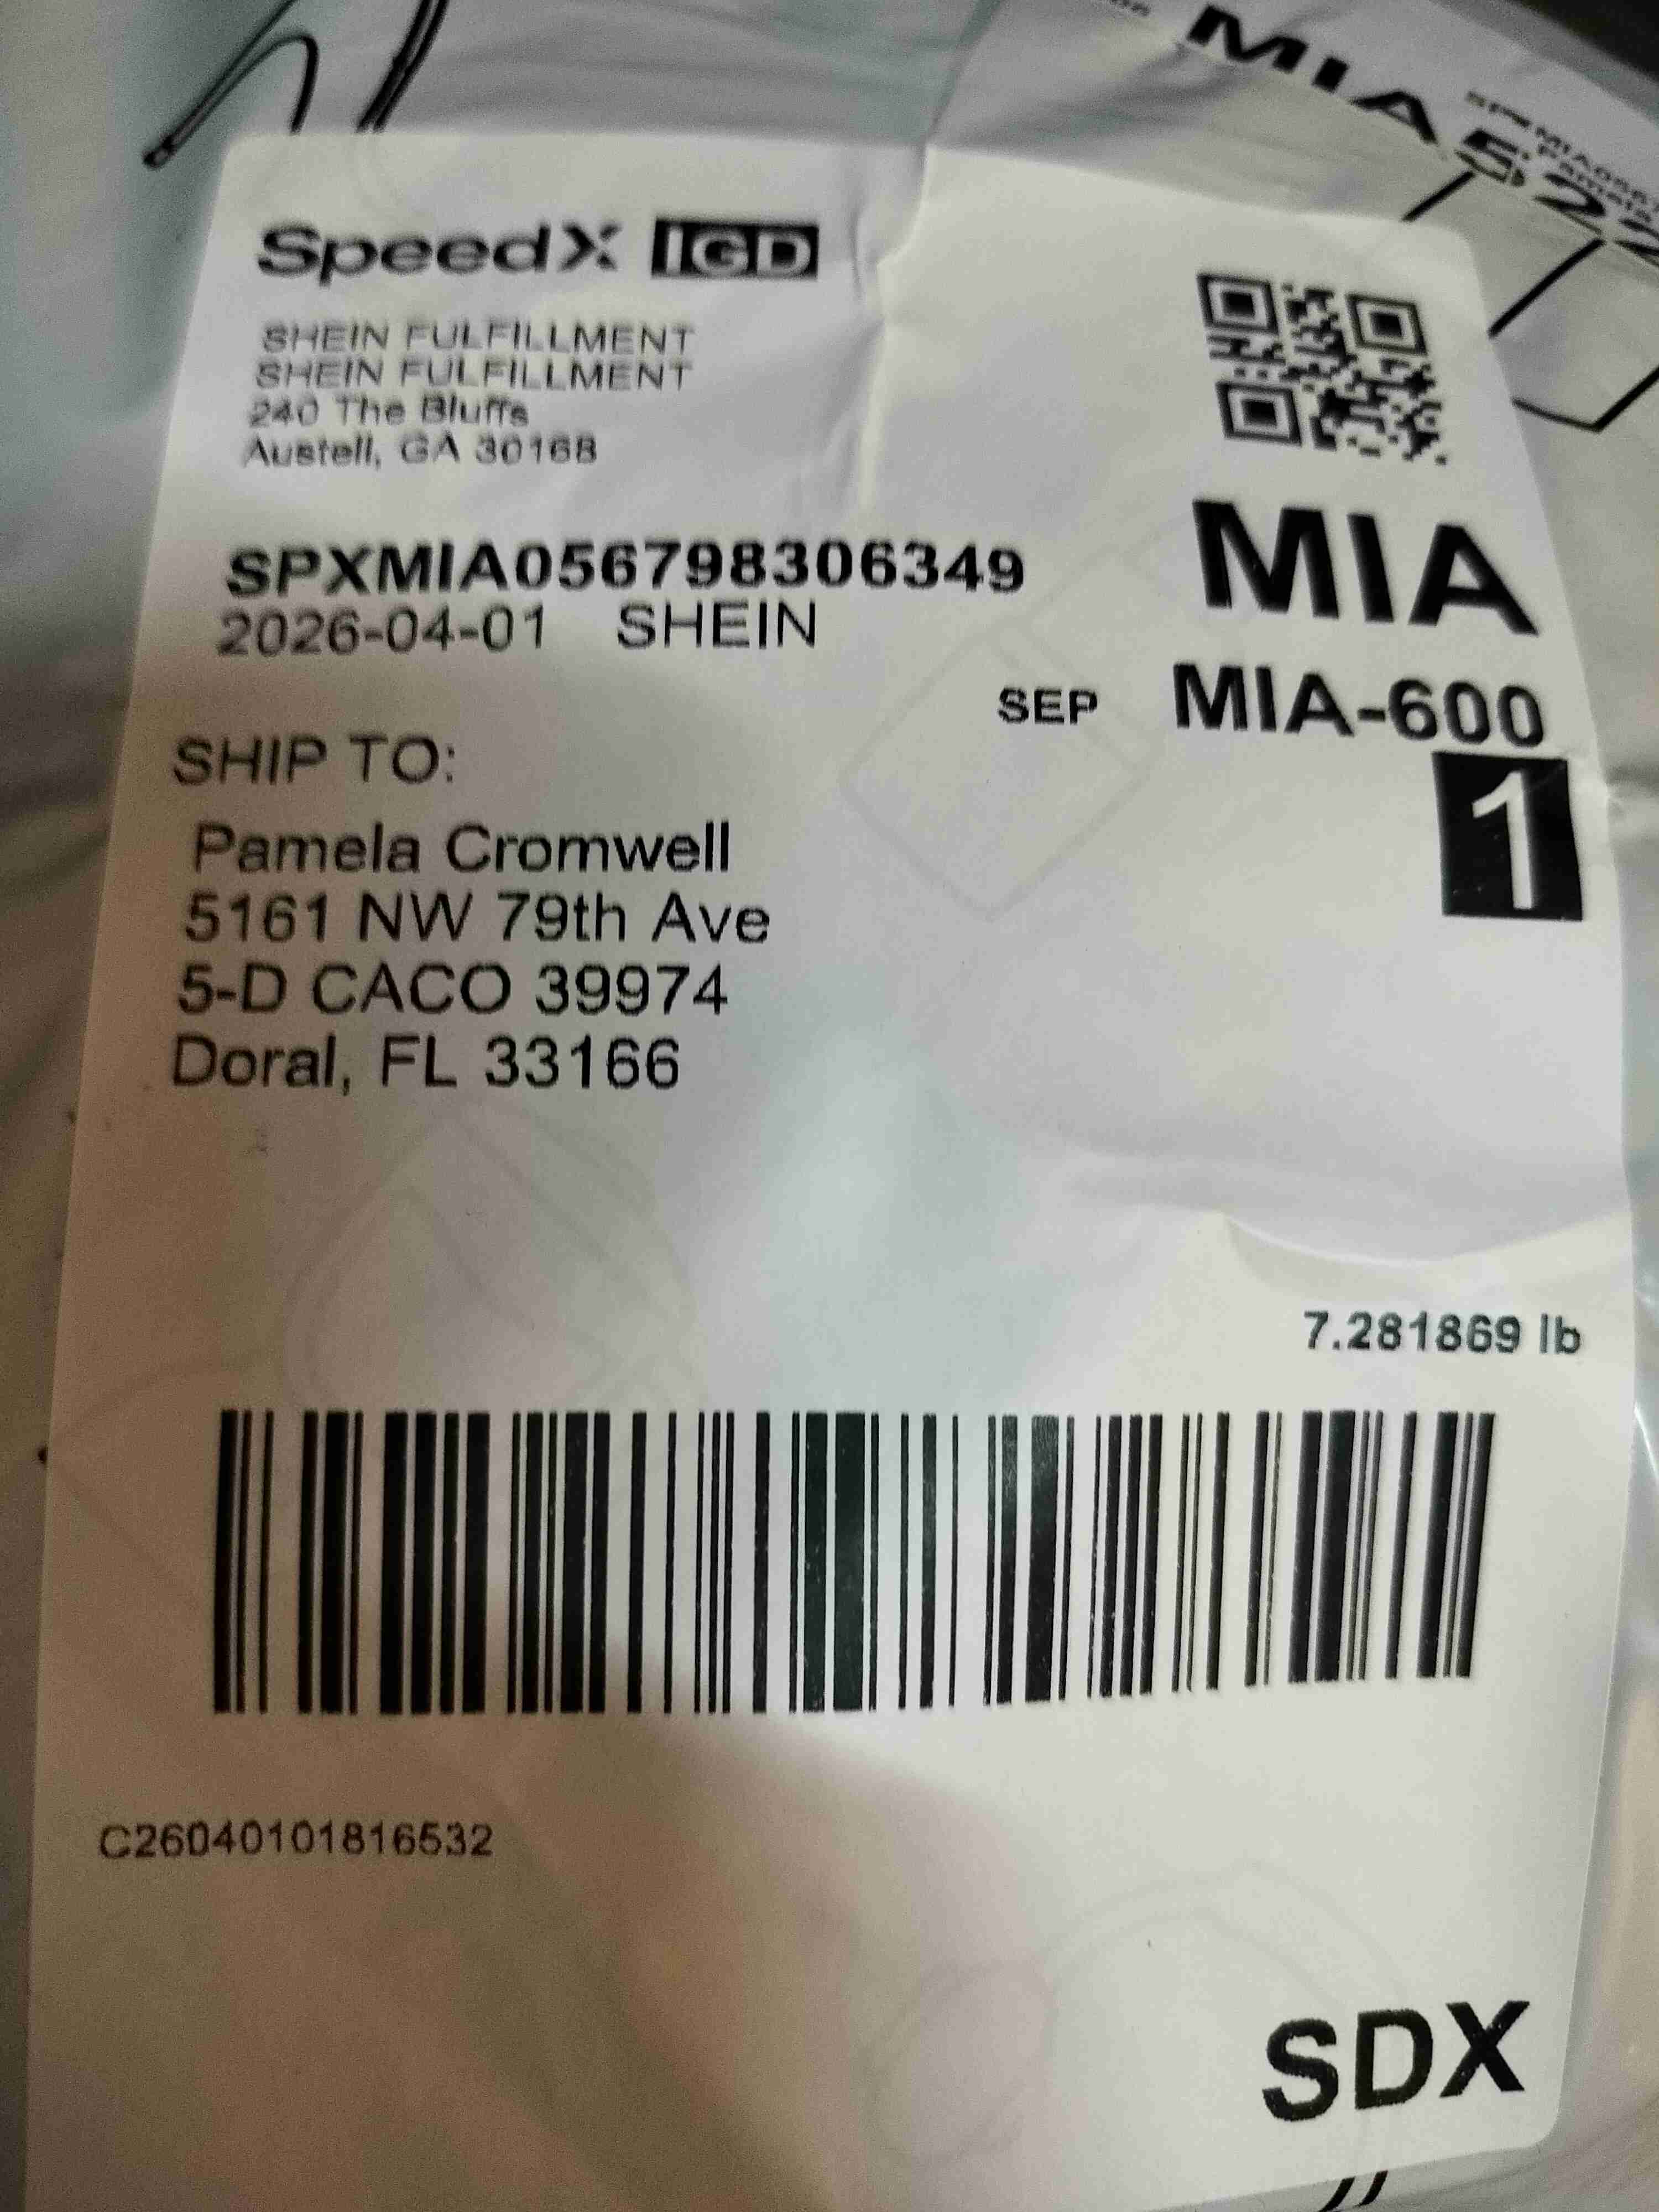 MIA522
SpeedX IGD
SHEIN FULFILLMENT
SHEIN FULFILLMENT
240 The Bluffs
Austell, GA 30168
SPXMIA056798306349
2026-04-01 SHEIN
MIA
SEP MIA-600
1
SHIP TO:
Pamela Cromwell
5161 NW 79th Ave
5-D CACO 39974
Doral, FL 33166
7.281869 lb
C26040101816532
SDX